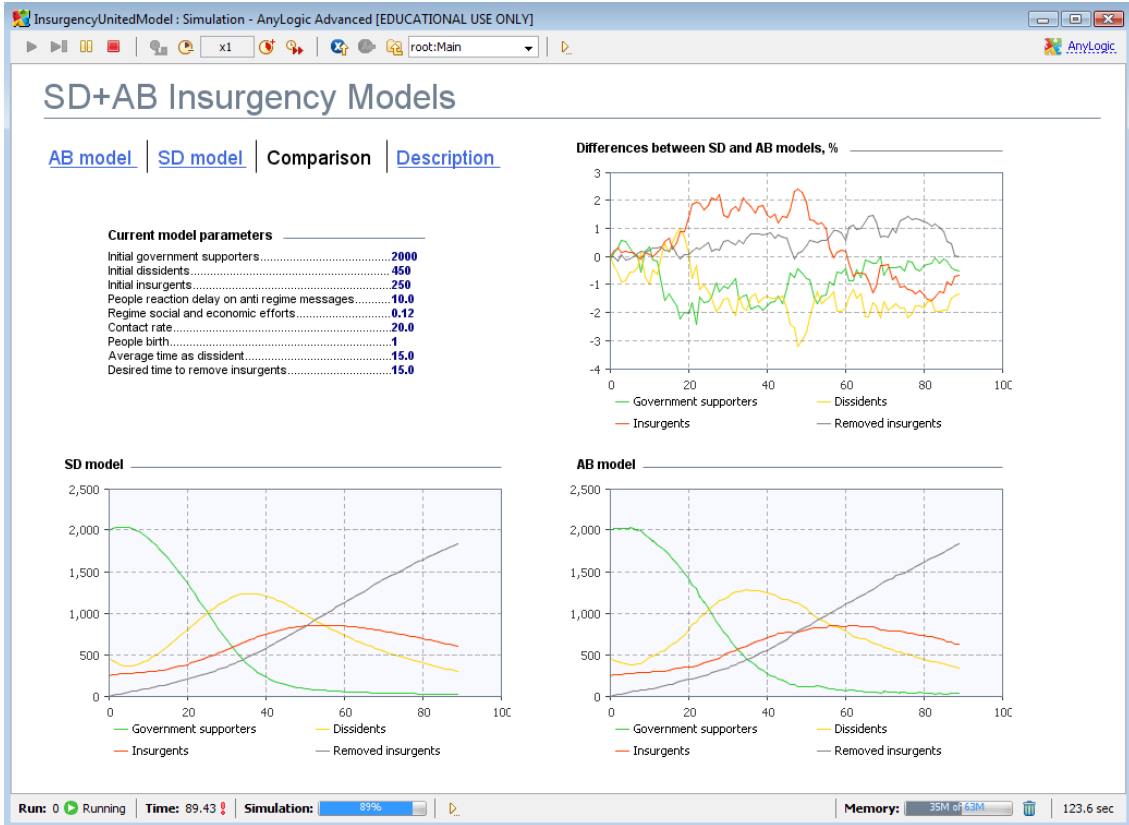 InsurgencyUnitedModel : Simulation - AnyLogic Advanced [EDUCATIONAL USE ONLY]
x1
root:Main
AnyLogic
SD+AB Insurgency Models
AB model
SD model
Comparison
Description
Current model parameters
Initial government supporters 2000
Initial dissidents 450
Initial insurgents 250
People reaction delay on anti regime messages 10.0
Regime social and economic efforts 0.12
Contact rate 20.0
People birth 1
Average time as dissident 15.0
Desired time to remove insurgents 15.0
Differences between SD and AB models, %
3
2
1
0
-1
-2
-3
-4
0 20 40 60 80 100
Government supporters
Dissidents
Insurgents
Removed insurgents
SD model
2,500
2,000
1,500
1,000
500
0
0 20 40 60 80 100
Government supporters
Dissidents
Insurgents
Removed insurgents
AB model
2,500
2,000
1,500
1,000
500
0
0 20 40 60 80 100
Government supporters
Dissidents
Insurgents
Removed insurgents
Run: 0 Running
Time: 89.43
Simulation: 89%
Memory: 35M of 63M
123.6 sec